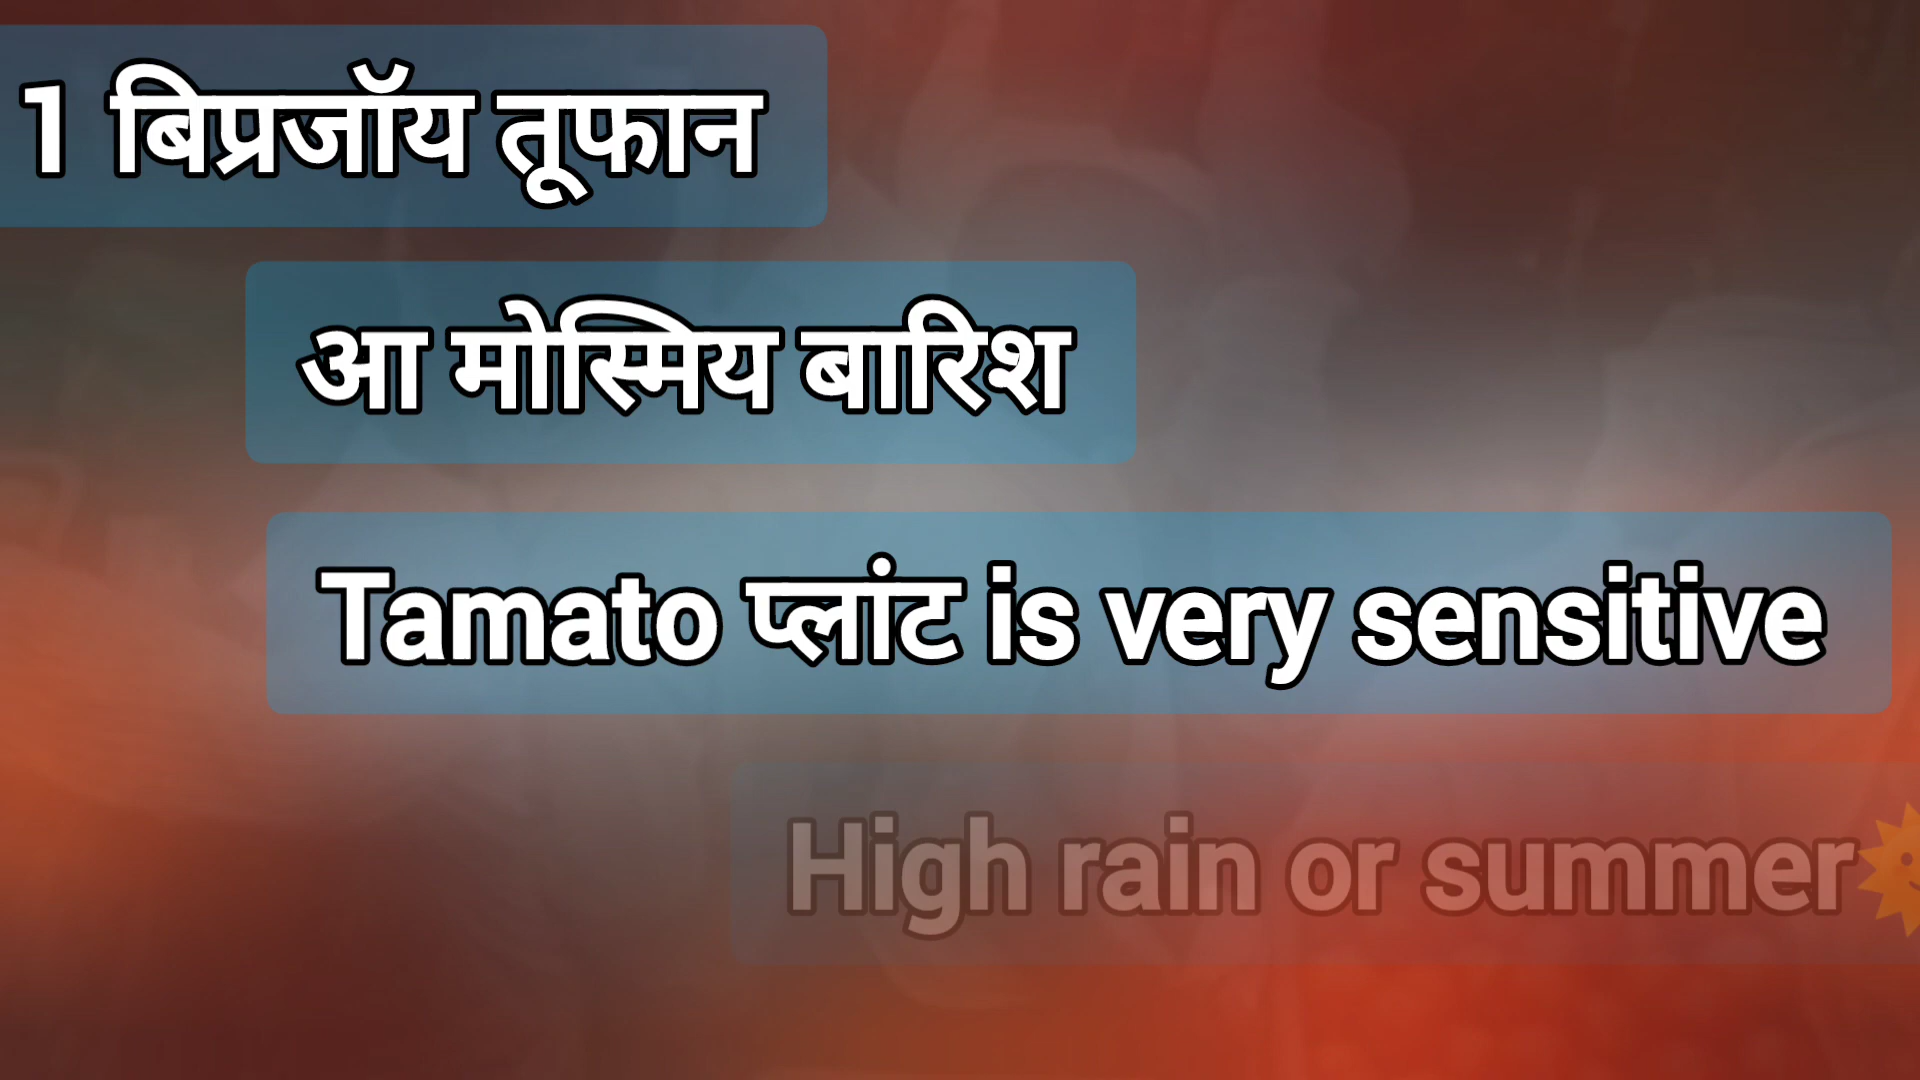 1 बिप्रजॉय तूफान
आ मोस्मिय बारिश
Tamato प्लांट is very sensitive
High rain or summer☀